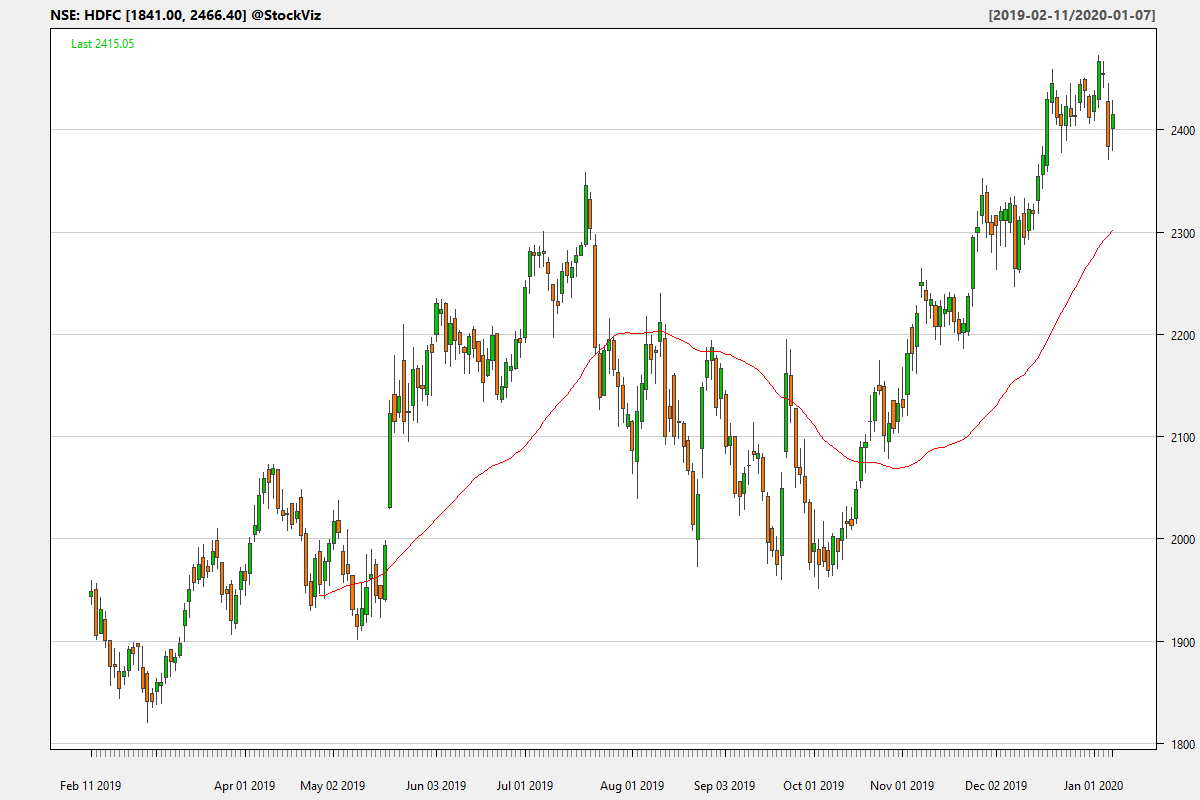 NSE: HDFC [1841.00, 2466.40] @StockViz
[2019-02-11/2020-01-07]
Last 2415.05
2400
2300
2200
2100
2000
1900
1800
Feb 11 2019
Apr 01 2019
May 02 2019
Jun 03 2019
Jul 01 2019
Aug 01 2019
Sep 03 2019
Oct 01 2019
Nov 01 2019
Dec 02 2019
Jan 01 2020